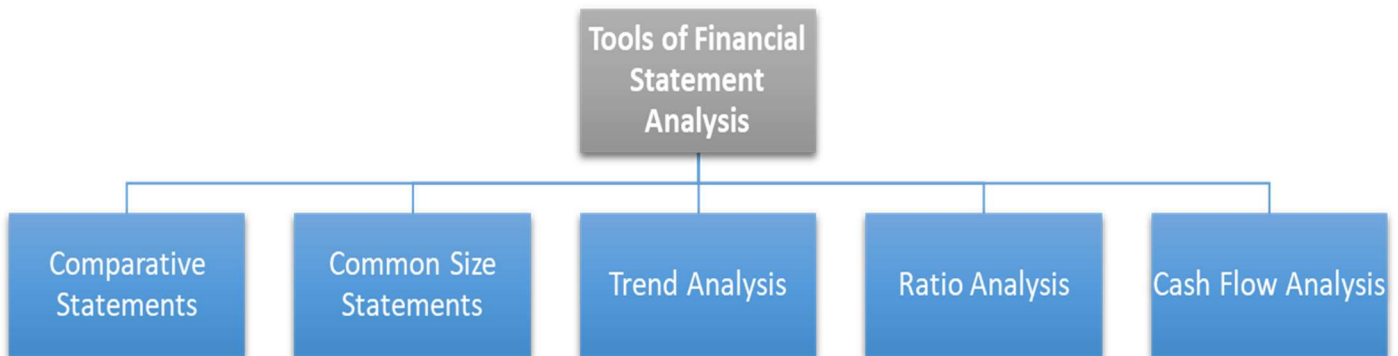 Tools of Financial
Statement
Analysis
Comparative
Statements
Common Size
Statements
Trend Analysis
Ratio Analysis
Cash Flow Analysis